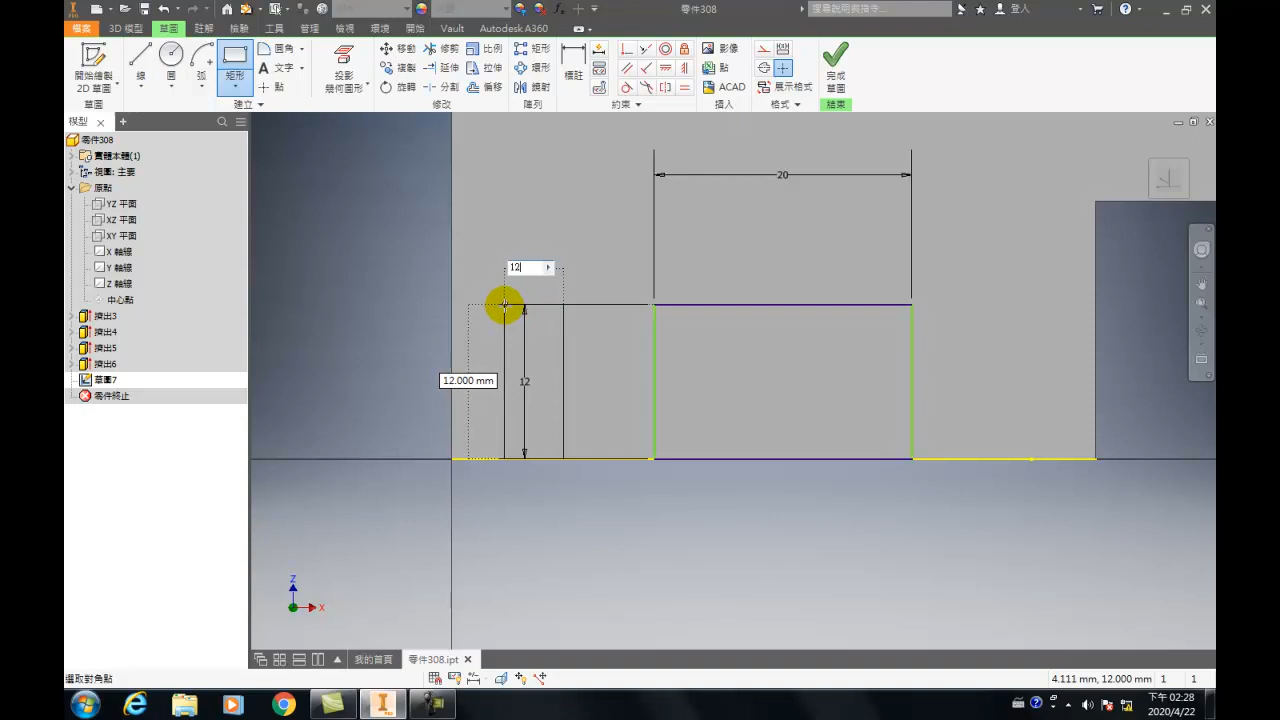 零件308
搜尋說明與指令...
登入
檔案
3D 模型
草圖
註解
檢驗
工具
管理
檢視
環境
開始
Vault
Autodesk A360
開始繪製
2D 草圖
線
圓
弧
矩形
圓角
文字
點
投影
幾何圖形
移動
修剪
比例
複製
延伸
拉伸
旋轉
分割
偏移
矩形
環形
鏡射
標註
影像
點
ACAD
展示格式
完成
草圖
草圖
建立
修改
陣列
約束
插入
格式
結束
模型
零件308
實體本體(1)
視圖: 主要
原點
YZ 平面
XZ 平面
XY 平面
X 軸線
Y 軸線
Z 軸線
中心點
擠出3
擠出4
擠出5
擠出6
草圖7
零件終止
20
12
12.000 mm
12
Z
X
我的首頁
零件308.ipt
選取對角點
4.111 mm, 12.000 mm
1
1
下午 02:28
2020/4/22